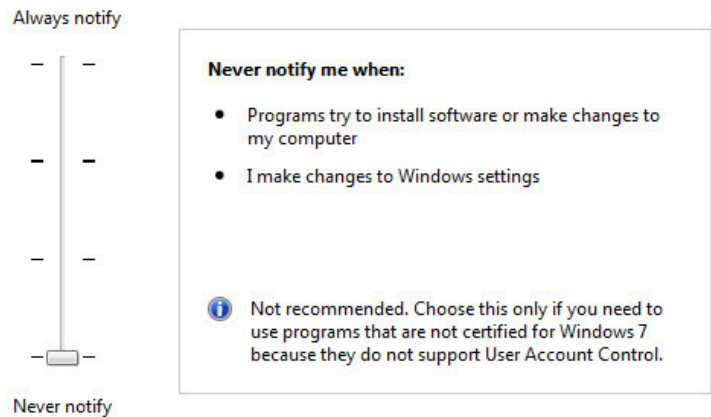 Always notify
Never notify me when:
• Programs try to install software or make changes to
my computer
• I make changes to Windows settings
Not recommended. Choose this only if you need to
use programs that are not certified for Windows 7
because they do not support User Account Control.
Never notify